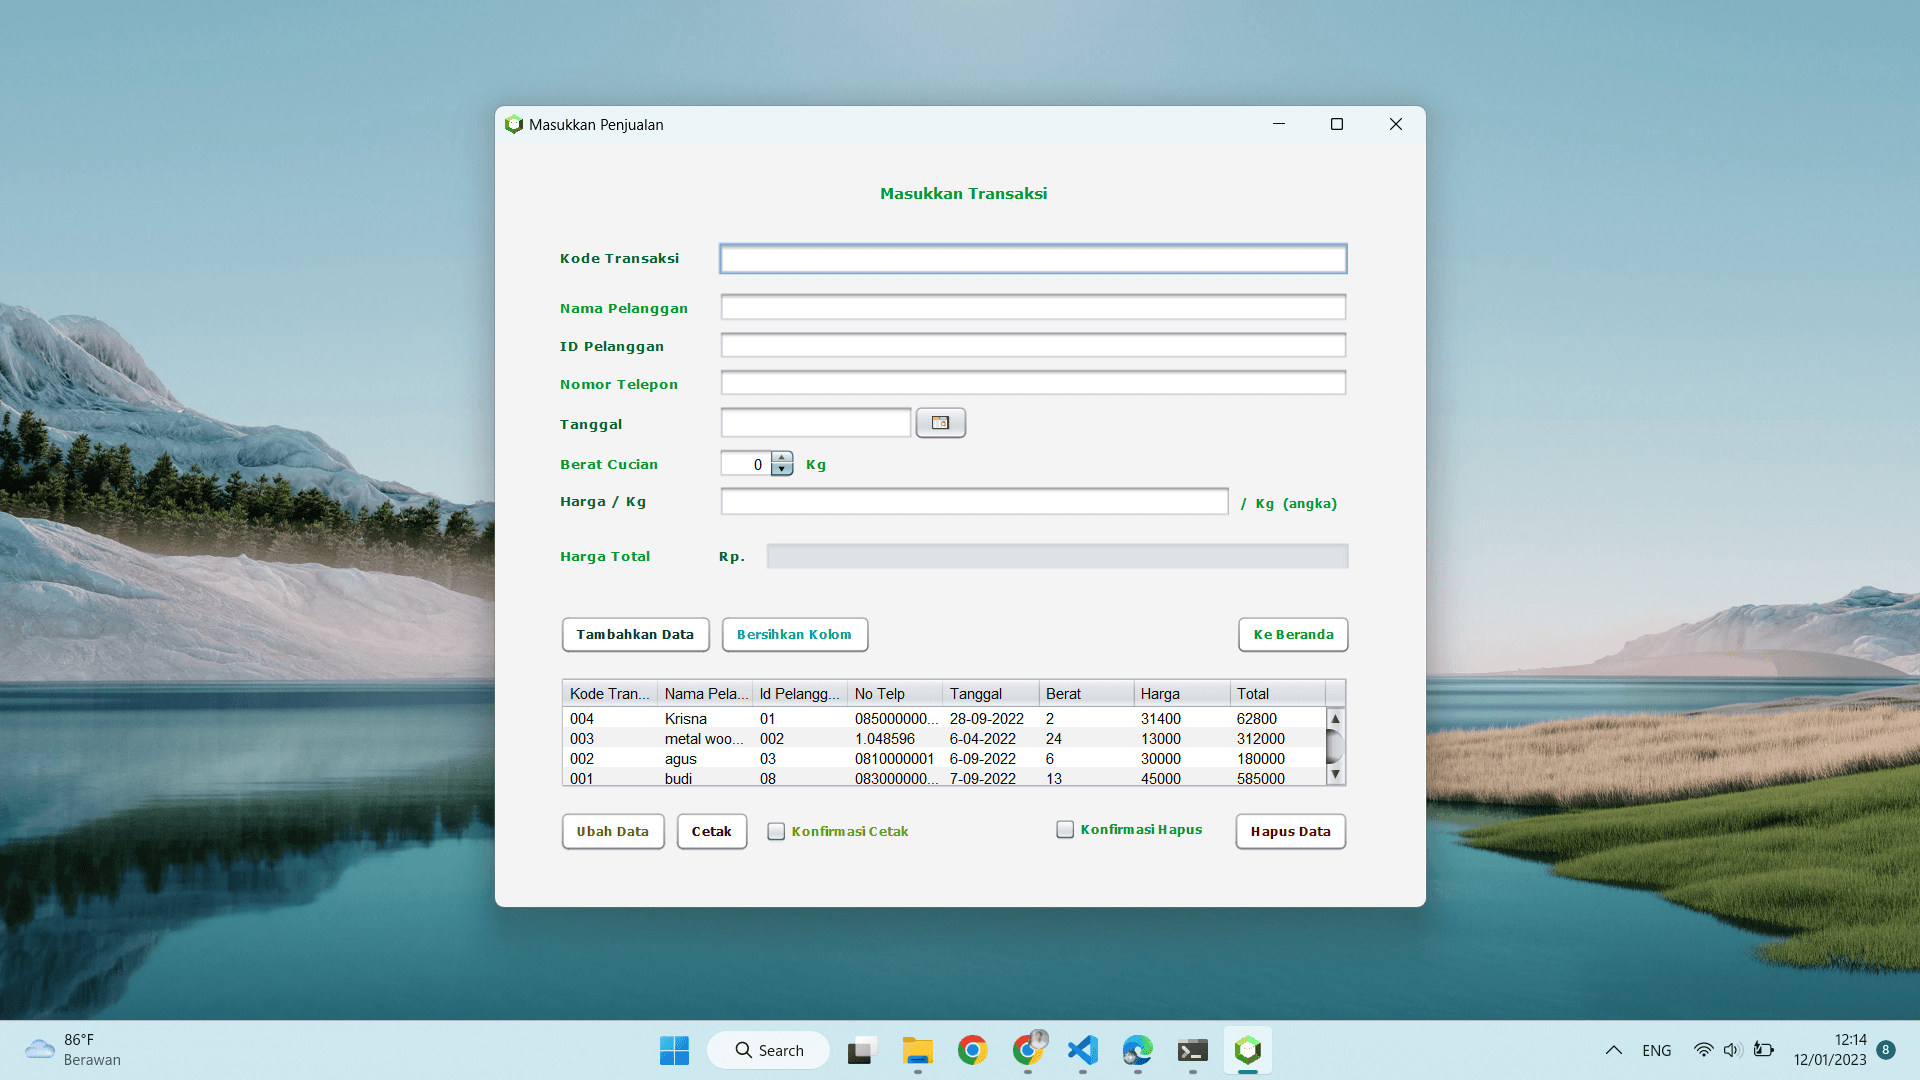 Masukkan Penjualan
Masukkan Transaksi
Kode Transaksi
Nama Pelanggan
ID Pelanggan
Nomor Telepon
Tanggal
Berat Cucian 0 Kg
Harga / Kg / Kg (angka)
Harga Total Rp.
Tambahkan Data Bersihkan Kolom Ke Beranda
Kode Tran... Nama Pela... Id Pelangg... No Telp Tanggal Berat Harga Total
004 Krisna 01 085000000... 28-09-2022 2 31400 62800
003 metal woo... 002 1.048596 6-04-2022 24 13000 312000
002 agus 03 0810000001 6-09-2022 6 30000 180000
001 budi 08 083000000... 7-09-2022 13 45000 585000
Ubah Data Cetak Konfirmasi Cetak Konfirmasi Hapus Hapus Data
86°F
Berawan
Search
ENG
12:14
12/01/2023
8